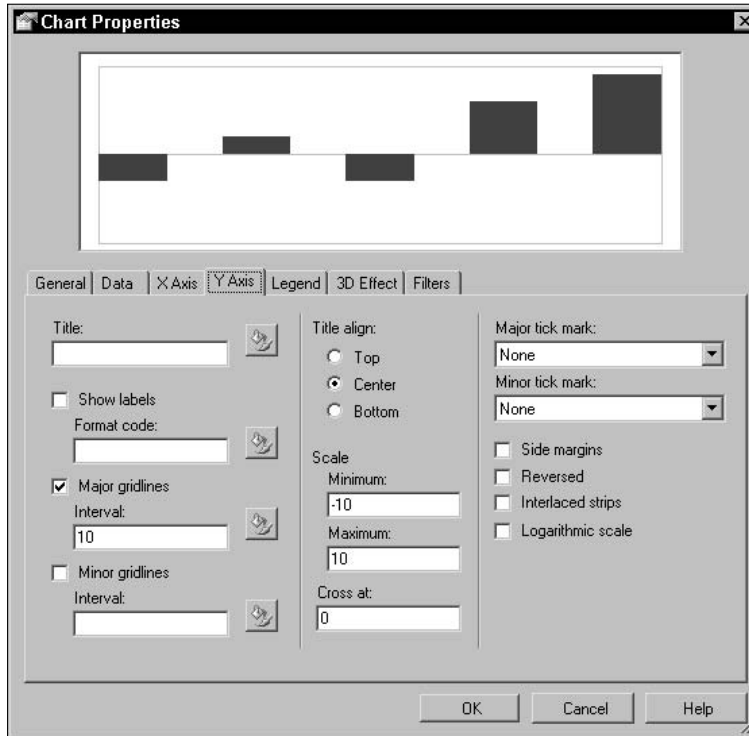 Chart Properties
General
Data
X Axis
Y Axis
Legend
3D Effect
Filters
Title:
Show labels
Format code:
Major gridlines
Interval:
10
Minor gridlines
Interval:
Title align:
Top
Center
Bottom
Scale
Minimum:
-10
Maximum:
10
Cross at:
0
Major tick mark:
None
Minor tick mark:
None
Side margins
Reversed
Interlaced strips
Logarithmic scale
OK
Cancel
Help